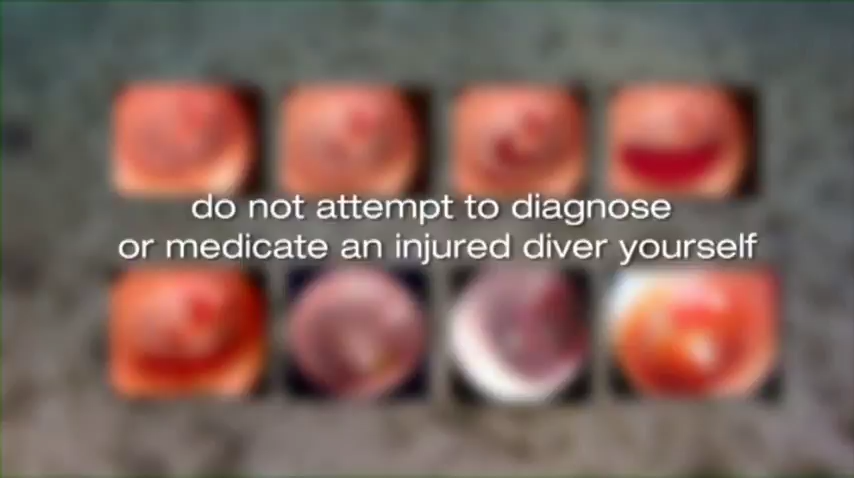 do not attempt to diagnose
or medicate an injured diver yourself